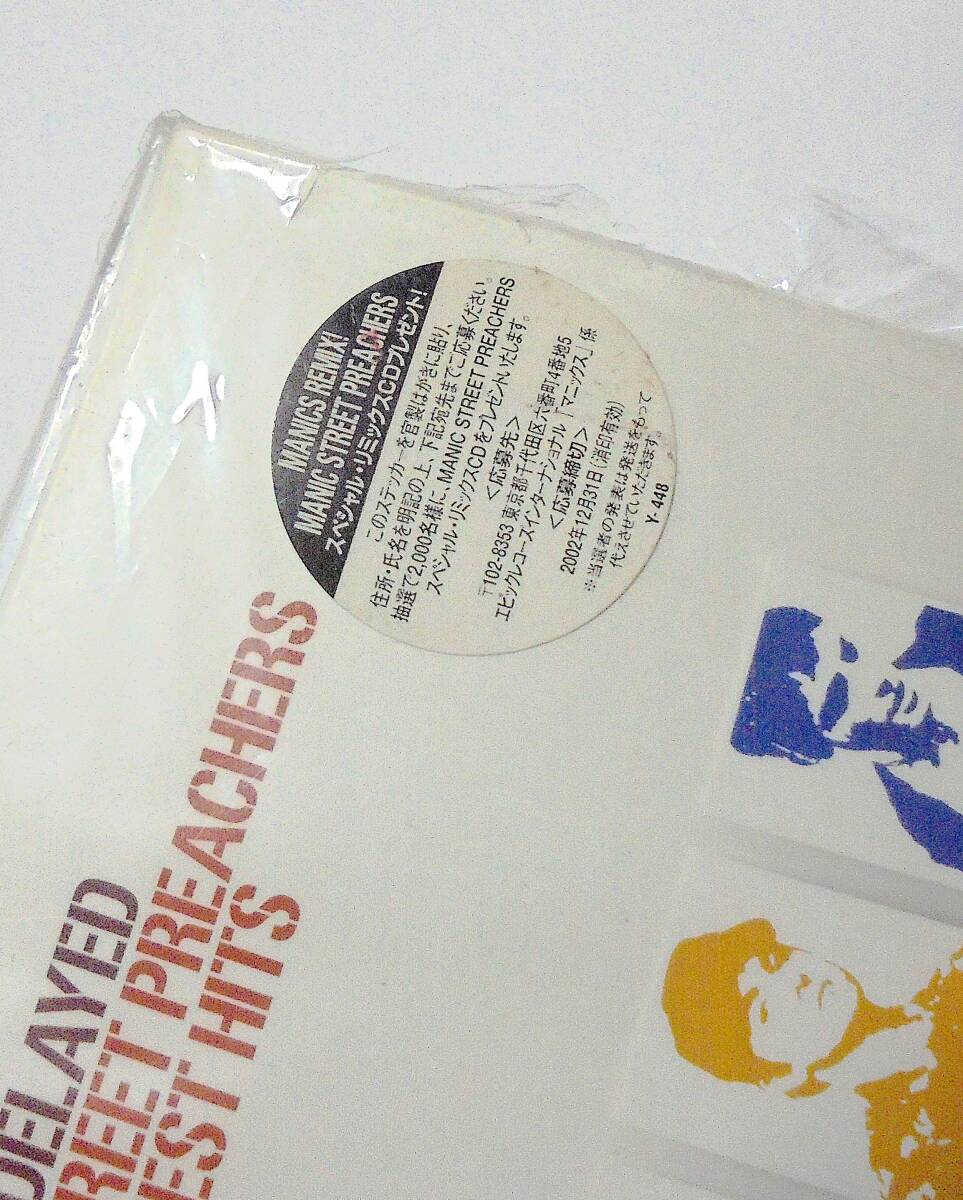 MANICS REMIX!
MANIC STREET PREACHERS
スペシャル・リミックスCDプレゼント!
このステッカーを官製はがきに貼り、
住所・氏名を明記の上、下記宛先までご応募ください。
抽選で2,000名様に、MANIC STREET PREACHERS
スペシャル・リミックスCDをプレゼントいたします。
<応募先>
〒102-8353 東京都千代田区六番町4番地5
エピックレコーズインターナショナル「マニックス」係
<応募締切>
2002年12月31日(消印有効)
※当選者の発表は発送をもって
代えさせていただきます。
Y-448
DELAYED
REET PREACHERS
EST HITS